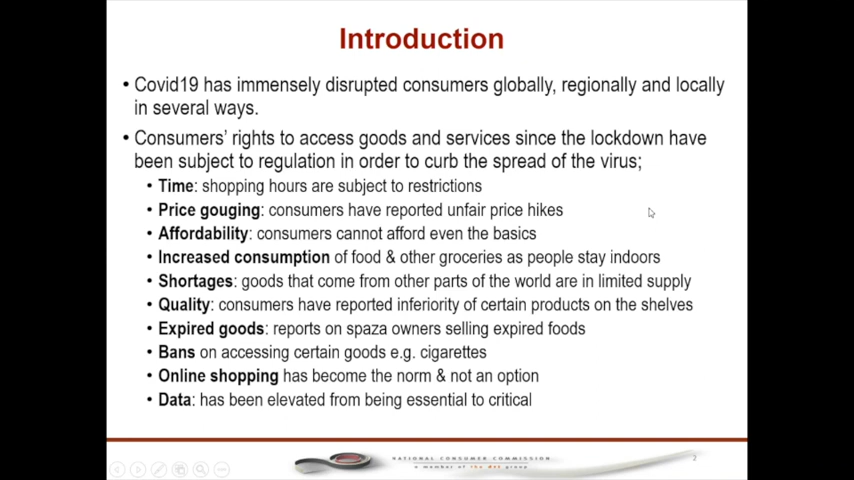 Introduction
• Covid19 has immensely disrupted consumers globally, regionally and locally
in several ways.
• Consumers' rights to access goods and services since the lockdown have
been subject to regulation in order to curb the spread of the virus;
• Time: shopping hours are subject to restrictions
• Price gouging: consumers have reported unfair price hikes
• Affordability: consumers cannot afford even the basics
• Increased consumption of food & other groceries as people stay indoors
• Shortages: goods that come from other parts of the world are in limited supply
• Quality: consumers have reported inferiority of certain products on the shelves
• Expired goods: reports on spaza owners selling expired foods
• Bans on accessing certain goods e.g. cigarettes
• Online shopping has become the norm & not an option
• Data: has been elevated from being essential to critical
NATIONAL CONSUMER COMMISSION
a member of the dti group
2